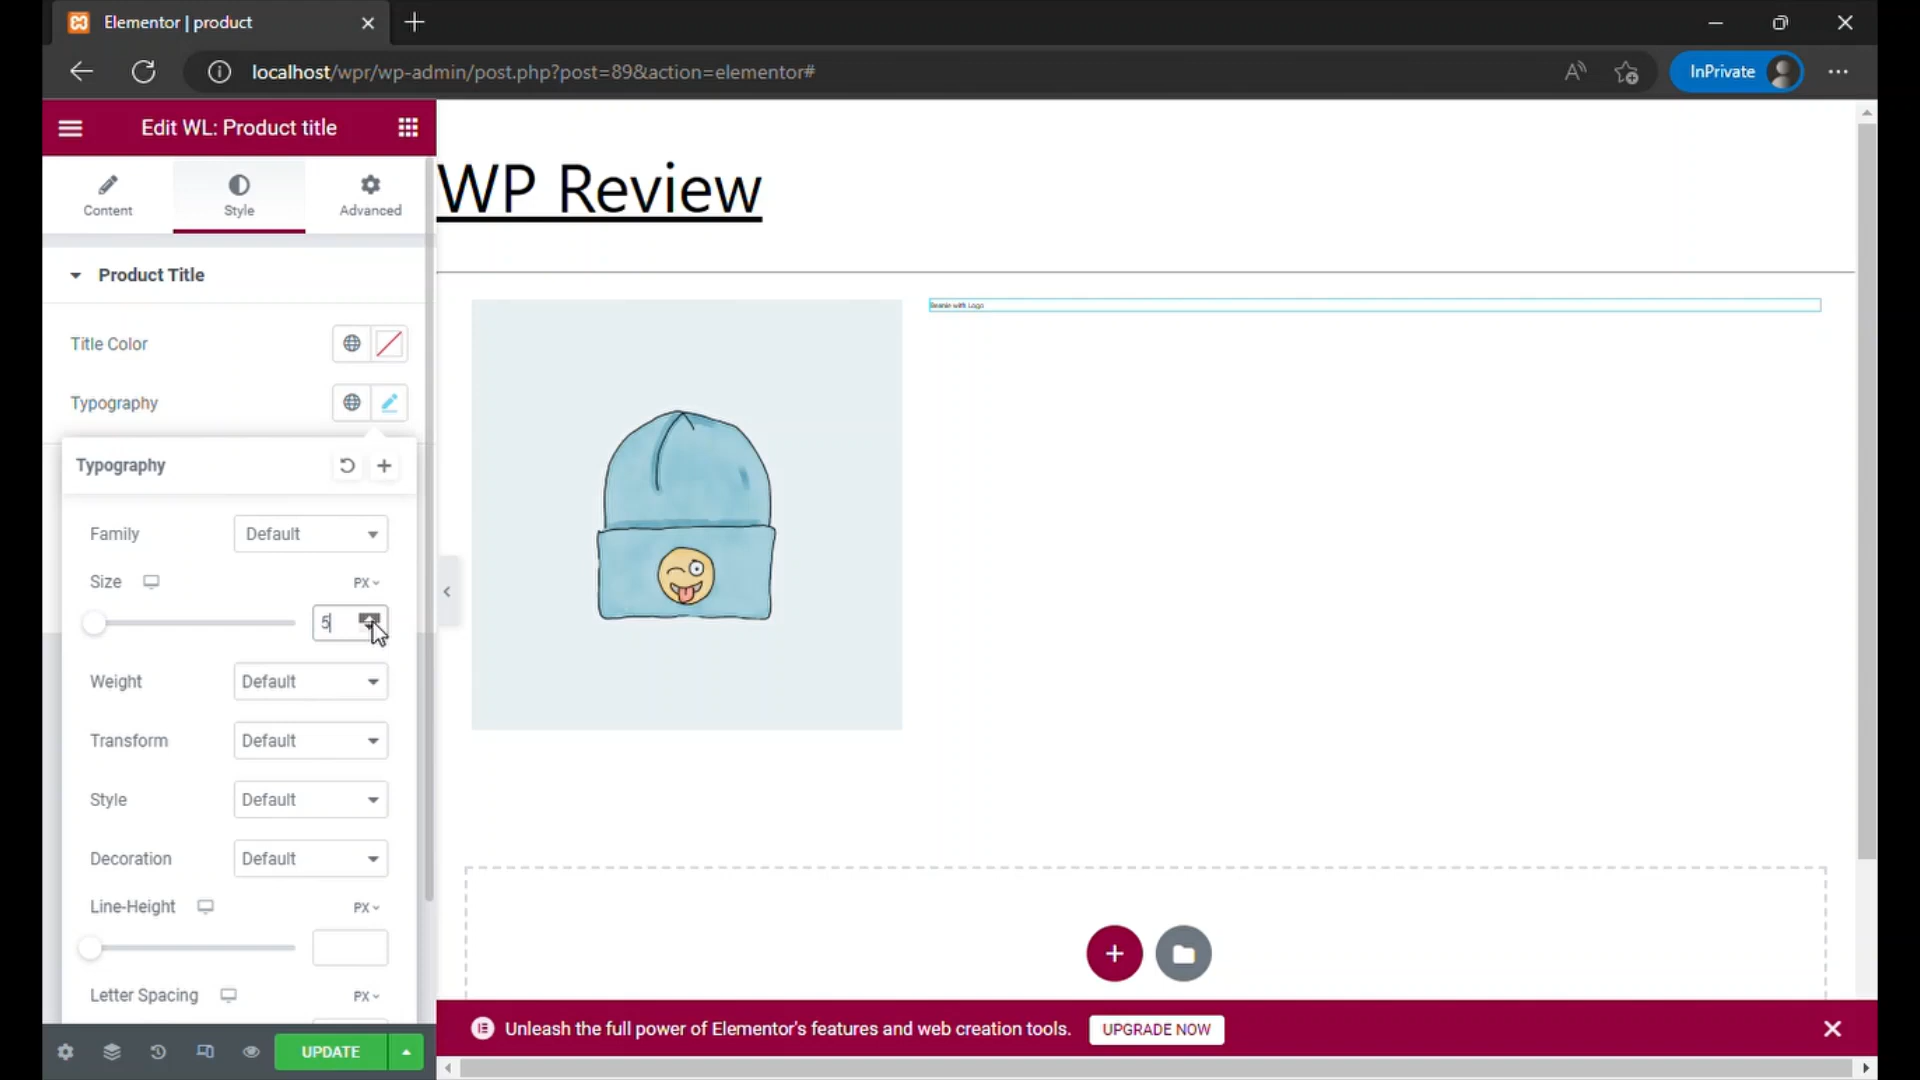 Elementor | product
localhost/wpr/wp-admin/post.php?post=89&action=elementor#
InPrivate
Edit WL: Product title
Content
Style
Advanced
WP Review
Product Title
Title Color
Beanie with Logo
Typography
Typography
Family
Default
Size
PX
5
Weight
Default
Transform
Default
Style
Default
Decoration
Default
Line-Height
PX
Letter Spacing
PX
Unleash the full power of Elementor's features and web creation tools.
UPGRADE NOW
UPDATE